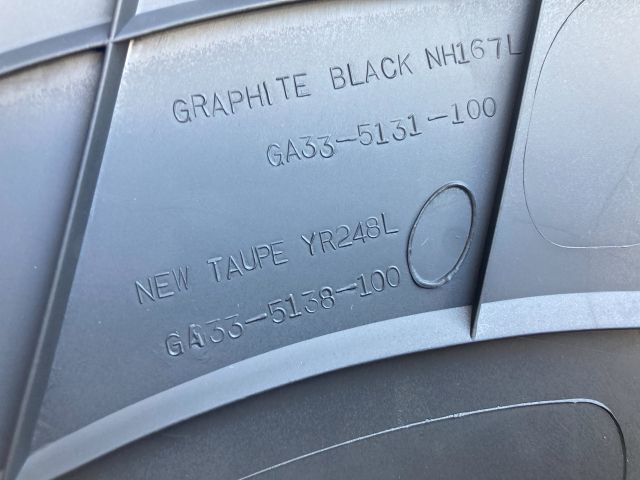 GRAPHITE BLACK NH167L
GA33-5131-100
NEW TAUPE YR248L
GA33-5138-100